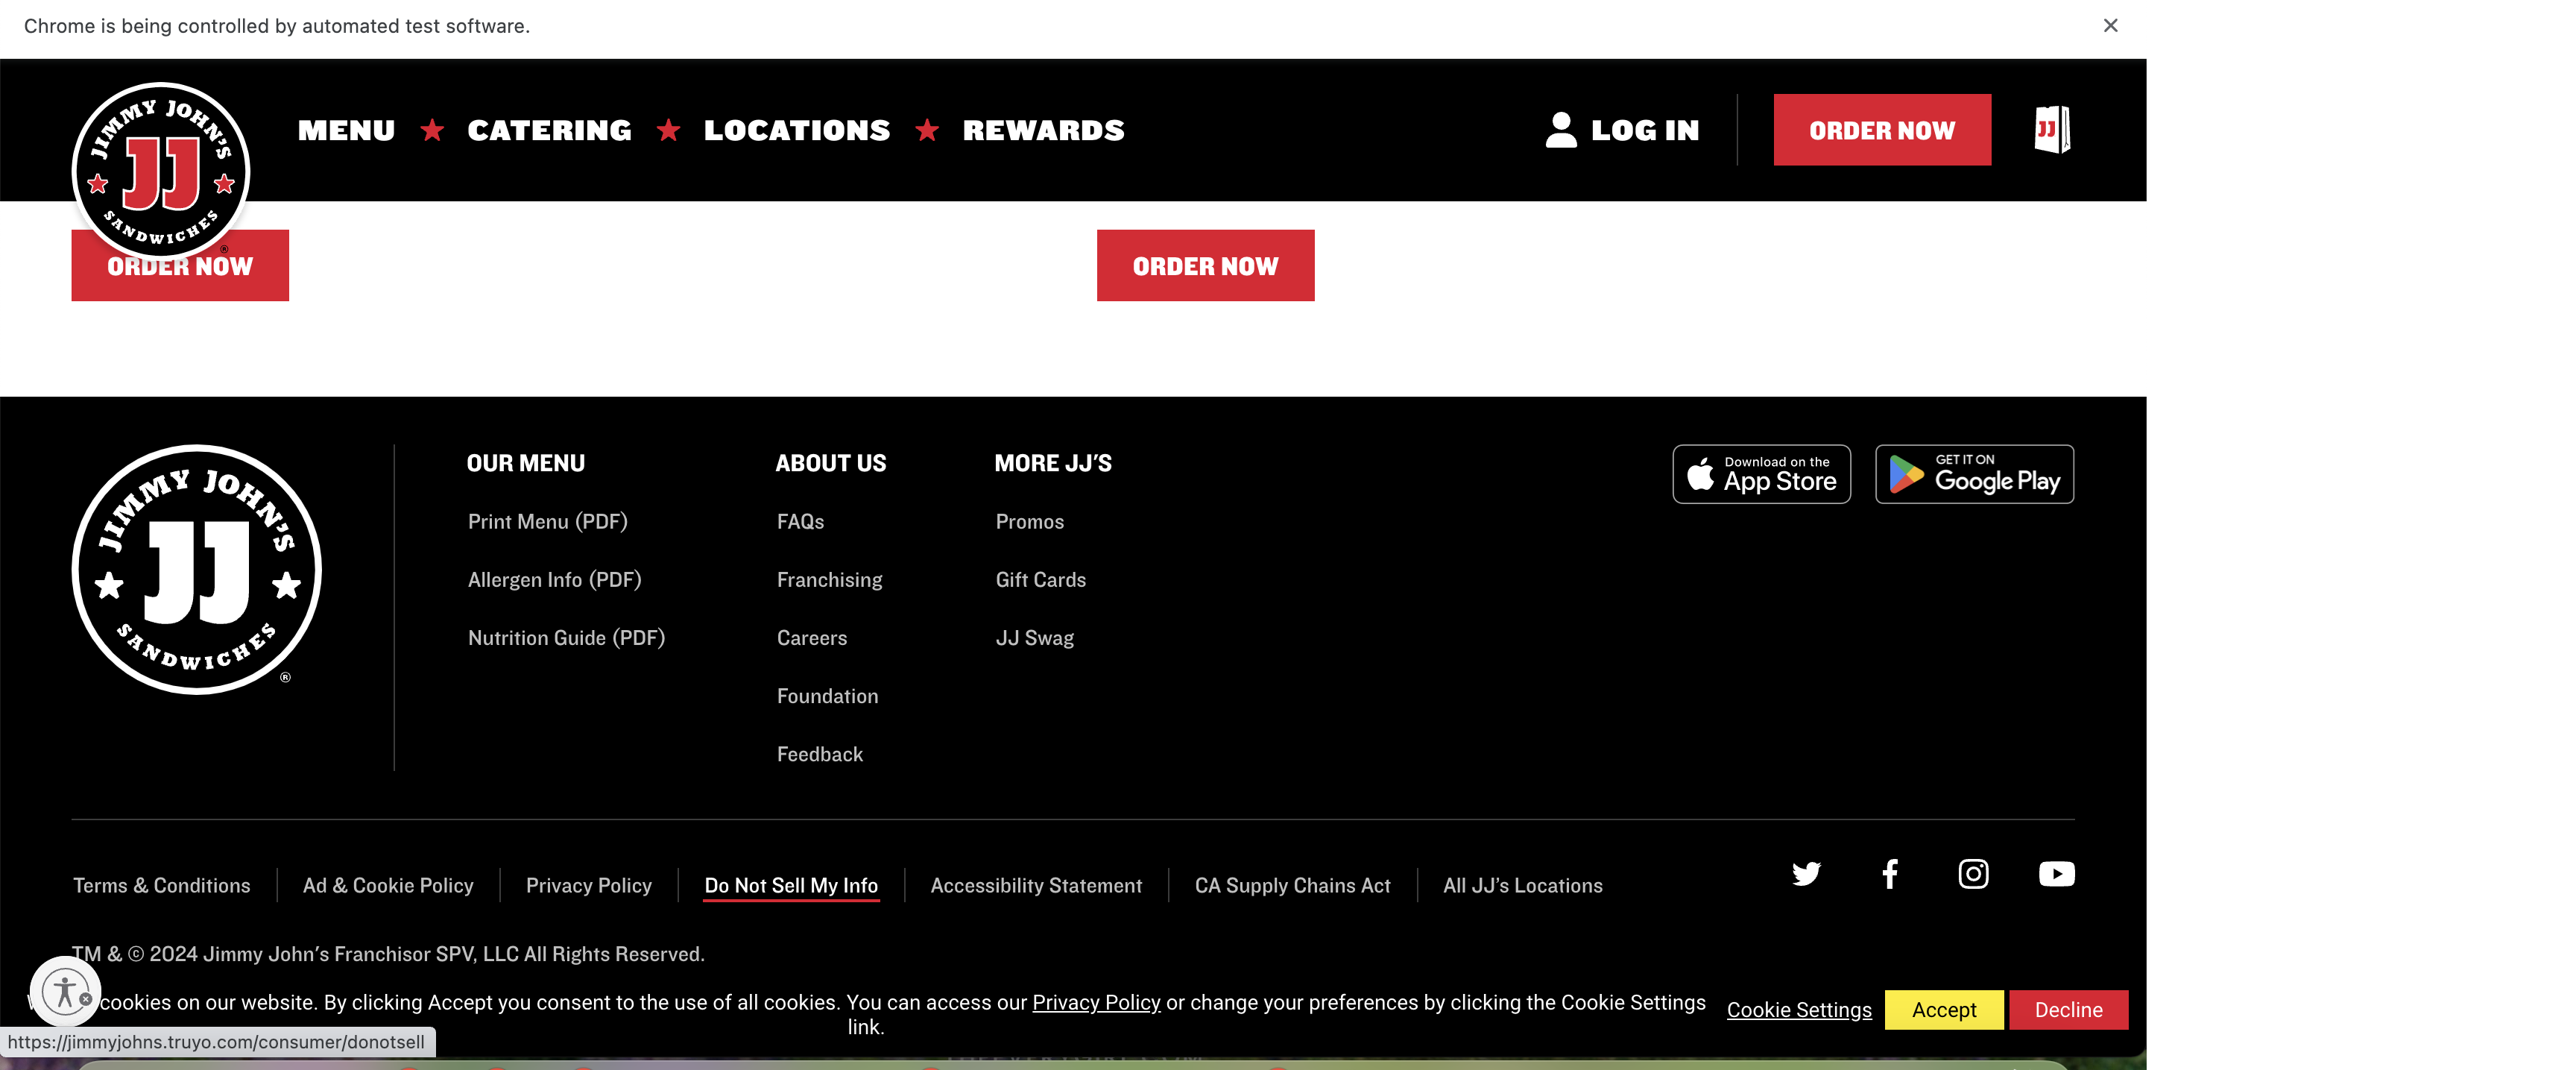 Chrome is being controlled by automated test software.
JIMMY JOHN'S
JJ
SANDWICHES
®
MENU ★ CATERING ★ LOCATIONS ★ REWARDS
LOG IN
ORDER NOW
JJ
ORDER NOW
ORDER NOW
JIMMY JOHN'S
JJ
SANDWICHES
®
OUR MENU
Print Menu (PDF)
Allergen Info (PDF)
Nutrition Guide (PDF)
ABOUT US
FAQs
Franchising
Careers
Foundation
Feedback
MORE JJ'S
Promos
Gift Cards
JJ Swag
Download on the
App Store
GET IT ON
Google Play
Terms & Conditions
Ad & Cookie Policy
Privacy Policy
Do Not Sell My Info
Accessibility Statement
CA Supply Chains Act
All JJ's Locations
TM & © 2024 Jimmy John's Franchisor SPV, LLC All Rights Reserved.
cookies on our website. By clicking Accept you consent to the use of all cookies. You can access our Privacy Policy or change your preferences by clicking the Cookie Settings
link.
Cookie Settings
Accept
Decline
https://jimmyjohns.truyo.com/consumer/donotsell